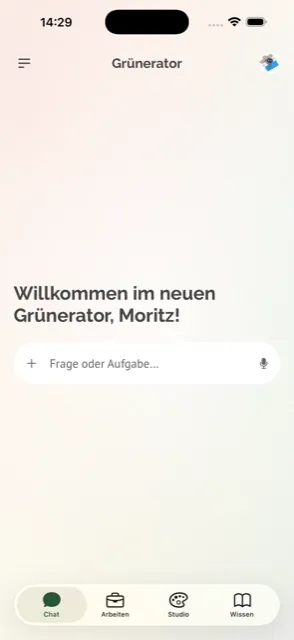 14:29
Grünerator
Willkommen im neuen
Grünerator, Moritz!
Frage oder Aufgabe...
Chat
Arbeiten
Studio
Wissen